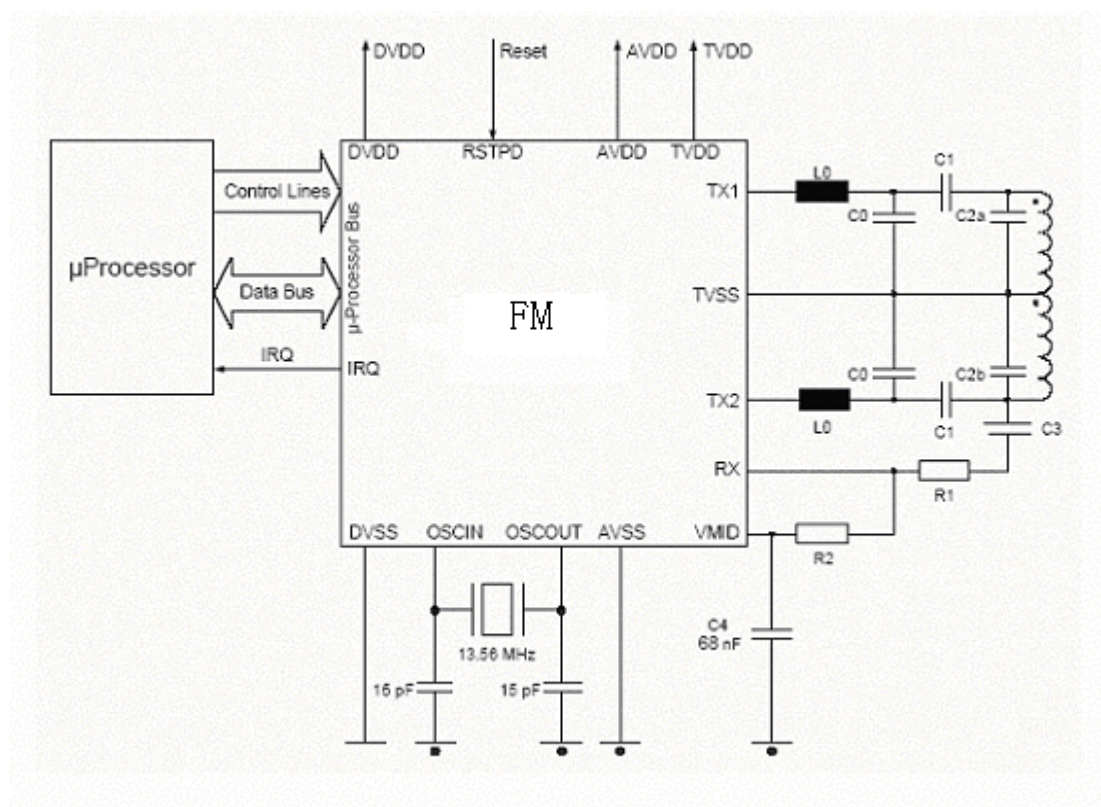 DVDD
Reset
AVDD
TVDD
DVDD
RSTPD
AVDD
TVDD
µProcessor
Control Lines
Data Bus
IRQ
µ-Processor Bus
IRQ
FM
TX1
TVSS
TX2
RX
VMID
L0
C0
C1
C2a
C0
C2b
L0
C1
C3
R1
R2
DVSS
OSCIN
OSCOUT
AVSS
13.56 MHz
15 pF
15 pF
C4
68 nF